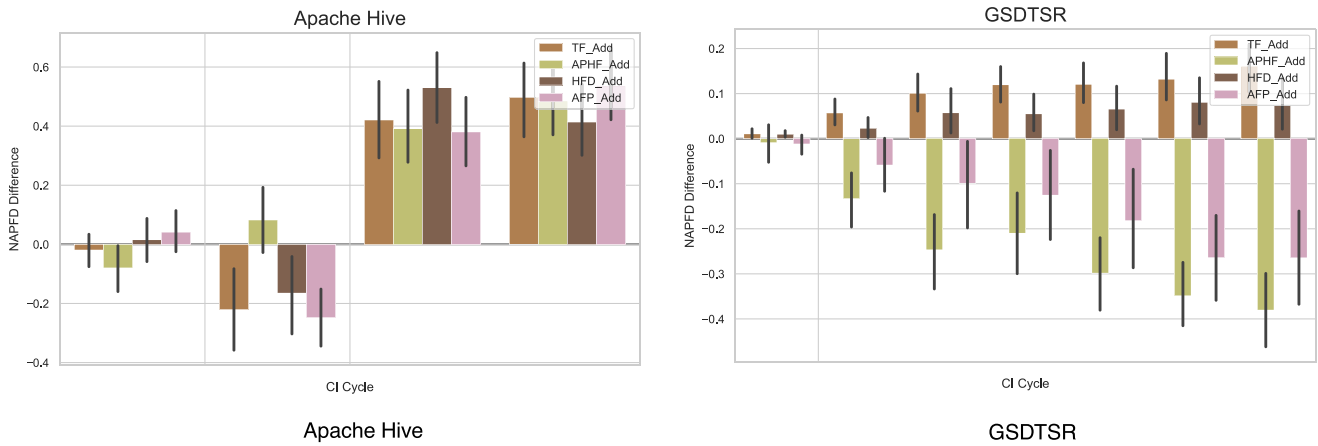 Apache Hive
TF_Add
APHF_Add
HFD_Add
AFP_Add
0.6
0.4
0.2
0.0
−0.2
−0.4
NAPFD Difference
CI Cycle
Apache Hive
GSDTSR
TF_Add
APHF_Add
HFD_Add
AFP_Add
0.2
0.1
0.0
−0.1
−0.2
−0.3
−0.4
NAPFD Difference
CI Cycle
GSDTSR